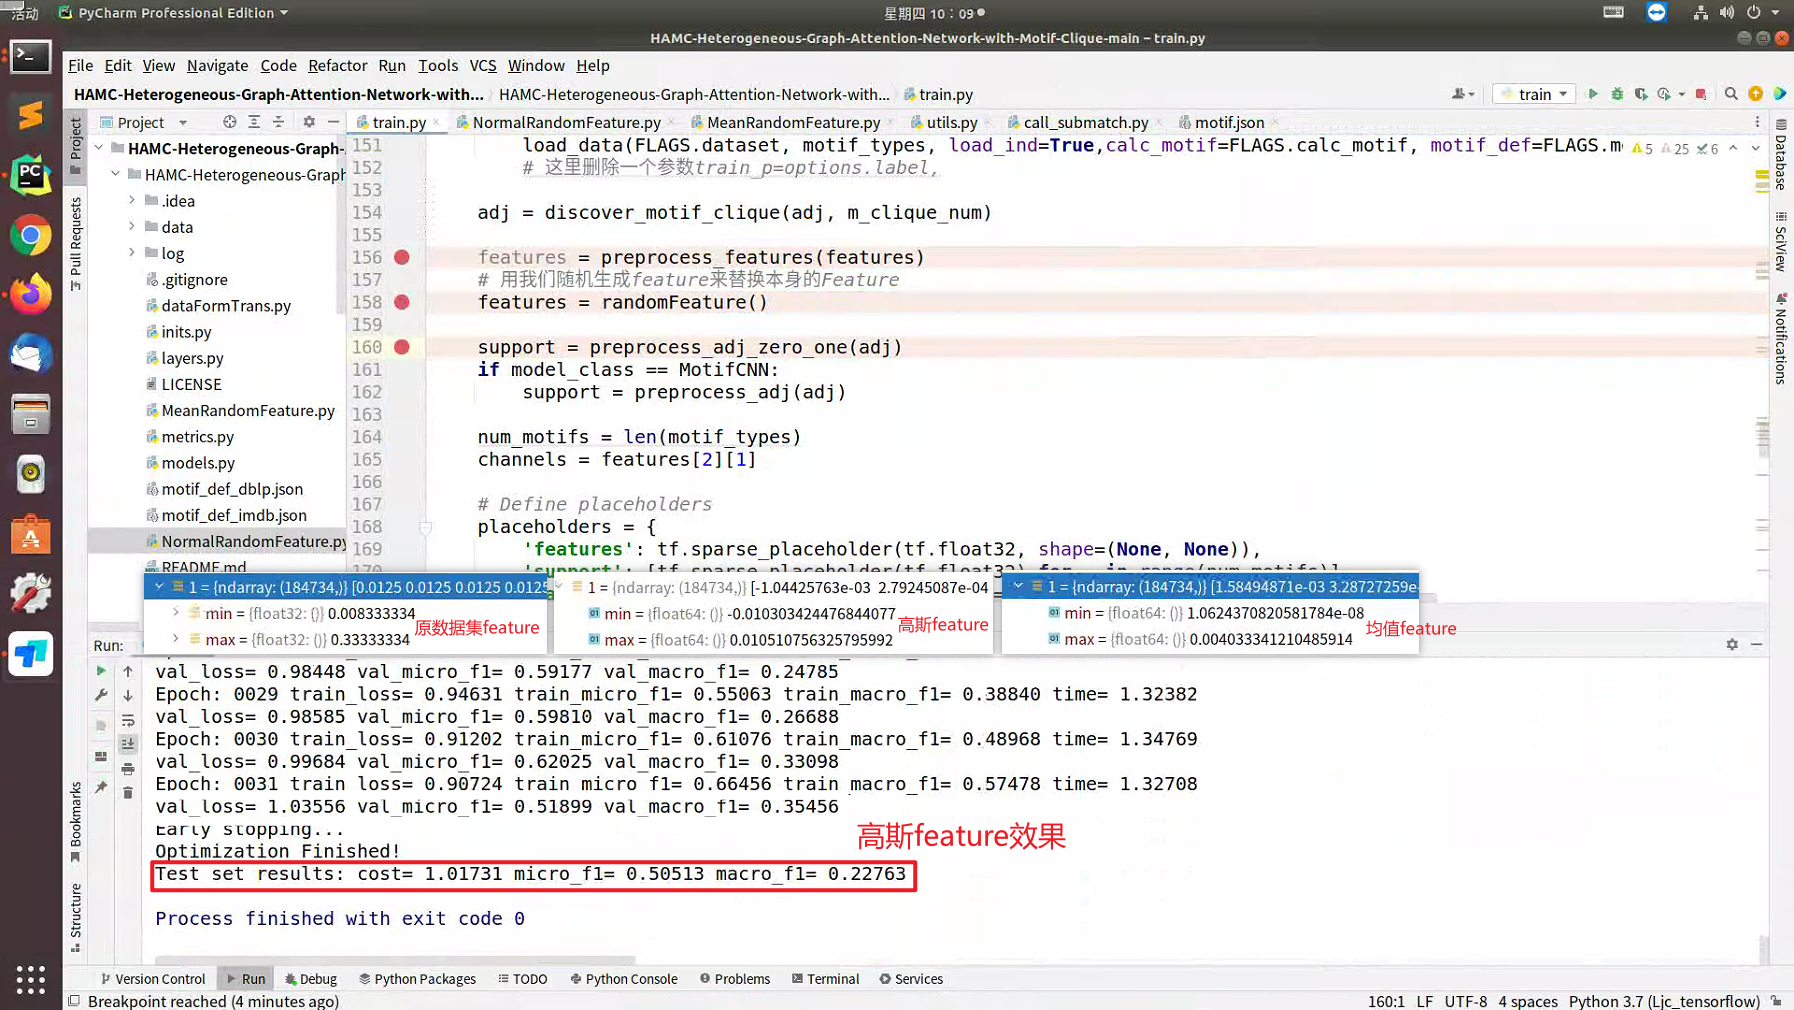 活动 PyCharm Professional Edition 星期四 10：09
HAMC-Heterogeneous-Graph-Attention-Network-with-Motif-Clique-main – train.py
File Edit View Navigate Code Refactor Run Tools VCS Window Help
HAMC-Heterogeneous-Graph-Attention-Network-with... HAMC-Heterogeneous-Graph-Attention-Network-with... train.py train
Project train.py NormalRandomFeature.py MeanRandomFeature.py utils.py call_submatch.py motif.json
Project
Pull Requests
HAMC-Heterogeneous-Graph-
HAMC-Heterogeneous-Graph
.idea
data
log
.gitignore
dataFormTrans.py
inits.py
layers.py
LICENSE
MeanRandomFeature.py
metrics.py
models.py
motif_def_dblp.json
motif_def_imdb.json
NormalRandomFeature.py
README.md
151 load_data(FLAGS.dataset, motif_types, load_ind=True,calc_motif=FLAGS.calc_motif, motif_def=FLAGS.m 5 25 6
152 # 这里删除一个参数train_p=options.label,
153
154 adj = discover_motif_clique(adj, m_clique_num)
155
156 features = preprocess_features(features)
157 # 用我们随机生成feature来替换本身的Feature
158 features = randomFeature()
159
160 support = preprocess_adj_zero_one(adj)
161 if model_class == MotifCNN:
162 support = preprocess_adj(adj)
163
164 num_motifs = len(motif_types)
165 channels = features[2][1]
166
167 # Define placeholders
168 placeholders = {
169 'features': tf.sparse_placeholder(tf.float32, shape=(None, None)),
'support': [tf.sparse_placeholder(tf.float32) for _ in range(num_motifs)]
Database
SciView
Notifications
1 = {ndarray: (184734,)} [0.0125 0.0125 0.0125 0.0125
min = {float32: ()} 0.008333334
max = {float32: ()} 0.33333334
原数据集feature
1 = {ndarray: (184734,)} [-1.04425763e-03 2.79245087e-04
min = {float64: ()} -0.010303424476844077
max = {float64: ()} 0.010510756325795992
高斯feature
1 = {ndarray: (184734,)} [1.58494871e-03 3.28727259e-
min = {float64: ()} 1.0624370820581784e-08
max = {float64: ()} 0.004033341210485914
均值feature
Run:
val_loss= 0.98448 val_micro_f1= 0.59177 val_macro_f1= 0.24785
Epoch: 0029 train_loss= 0.94631 train_micro_f1= 0.55063 train_macro_f1= 0.38840 time= 1.32382
val_loss= 0.98585 val_micro_f1= 0.59810 val_macro_f1= 0.26688
Epoch: 0030 train_loss= 0.91202 train_micro_f1= 0.61076 train_macro_f1= 0.48968 time= 1.34769
val_loss= 0.99684 val_micro_f1= 0.62025 val_macro_f1= 0.33098
Epoch: 0031 train_loss= 0.90724 train_micro_f1= 0.66456 train_macro_f1= 0.57478 time= 1.32708
val_loss= 1.03556 val_micro_f1= 0.51899 val_macro_f1= 0.35456
Early stopping...
Optimization Finished!
高斯feature效果
Test set results: cost= 1.01731 micro_f1= 0.50513 macro_f1= 0.22763
Process finished with exit code 0
Bookmarks
Structure
Version Control Run Debug Python Packages TODO Python Console Problems Terminal Services
Breakpoint reached (4 minutes ago) 160:1 LF UTF-8 4 spaces Python 3.7 (Ljc_tensorflow)